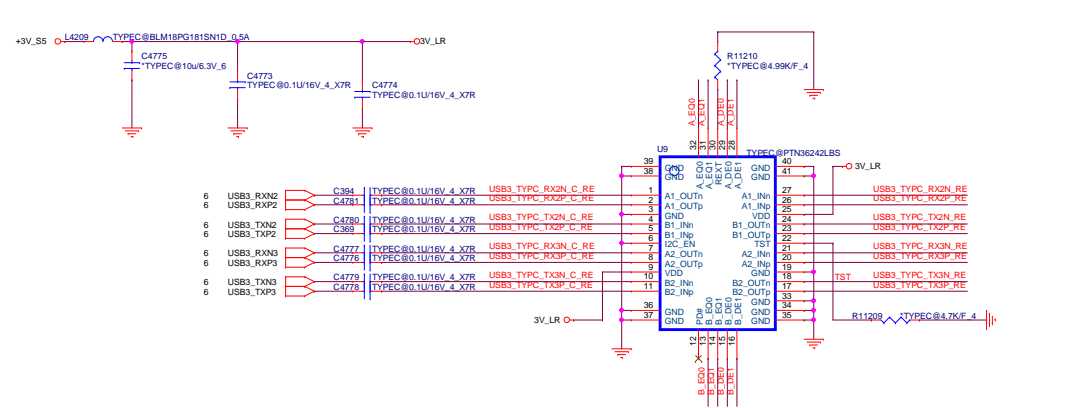 +3V_S5
L4209
TYPEC@BLM18PG181SN1D_0.5A
3V_LR
C4775
*TYPEC@10u/6.3V_6
C4773
TYPEC@0.1U/16V_4_X7R
C4774
TYPEC@0.1U/16V_4_X7R
R11210
*TYPEC@4.99K/F_4
A_EQ0
A_EQ1
A_DE0
A_DE1
32
31
30
29
28
U9
TYPEC@PTN36242LBS
39 GND
38 GND
A_EQ0
A_EQ1
REXT
A_DE0
A_DE1
GND 40
GND 41
3V_LR
6 USB3_RXN2 C394 TYPEC@0.1U/16V_4_X7R USB3_TYPC_RX2N_C_RE 1 A1_OUTn
6 USB3_RXP2 C4781 TYPEC@0.1U/16V_4_X7R USB3_TYPC_RX2P_C_RE 2 A1_OUTp
3 GND
6 USB3_TXN2 C4780 TYPEC@0.1U/16V_4_X7R USB3_TYPC_TX2N_C_RE 4 B1_INn
6 USB3_TXP2 C369 TYPEC@0.1U/16V_4_X7R USB3_TYPC_TX2P_C_RE 5 B1_INp
6 I2C_EN
6 USB3_RXN3 C4777 TYPEC@0.1U/16V_4_X7R USB3_TYPC_RX3N_C_RE 7 A2_OUTn
6 USB3_RXP3 C4776 TYPEC@0.1U/16V_4_X7R USB3_TYPC_RX3P_C_RE 8 A2_OUTp
9 VDD
6 USB3_TXN3 C4779 TYPEC@0.1U/16V_4_X7R USB3_TYPC_TX3N_C_RE 10 B2_INn
6 USB3_TXP3 C4778 TYPEC@0.1U/16V_4_X7R USB3_TYPC_TX3P_C_RE 11 B2_INp
36 GND
37 GND
3V_LR
A1_INn 27 USB3_TYPC_RX2N_RE
A1_INp 26 USB3_TYPC_RX2P_RE
VDD 25
B1_OUTn 24 USB3_TYPC_TX2N_RE
B1_OUTp 23 USB3_TYPC_TX2P_RE
TST 22
A2_INn 21 USB3_TYPC_RX3N_RE
A2_INp 20 USB3_TYPC_RX3P_RE
GND 19
B2_OUTn 18 TST USB3_TYPC_TX3N_RE
B2_OUTp 17 USB3_TYPC_TX3P_RE
GND 33
GND 34
GND 35
R11209
*TYPEC@4.7K/F_4
PD#
B_EQ0
B_EQ1
B_DE0
B_DE1
12
13
14
15
16
B_EQ0
B_EQ1
B_DE0
B_DE1